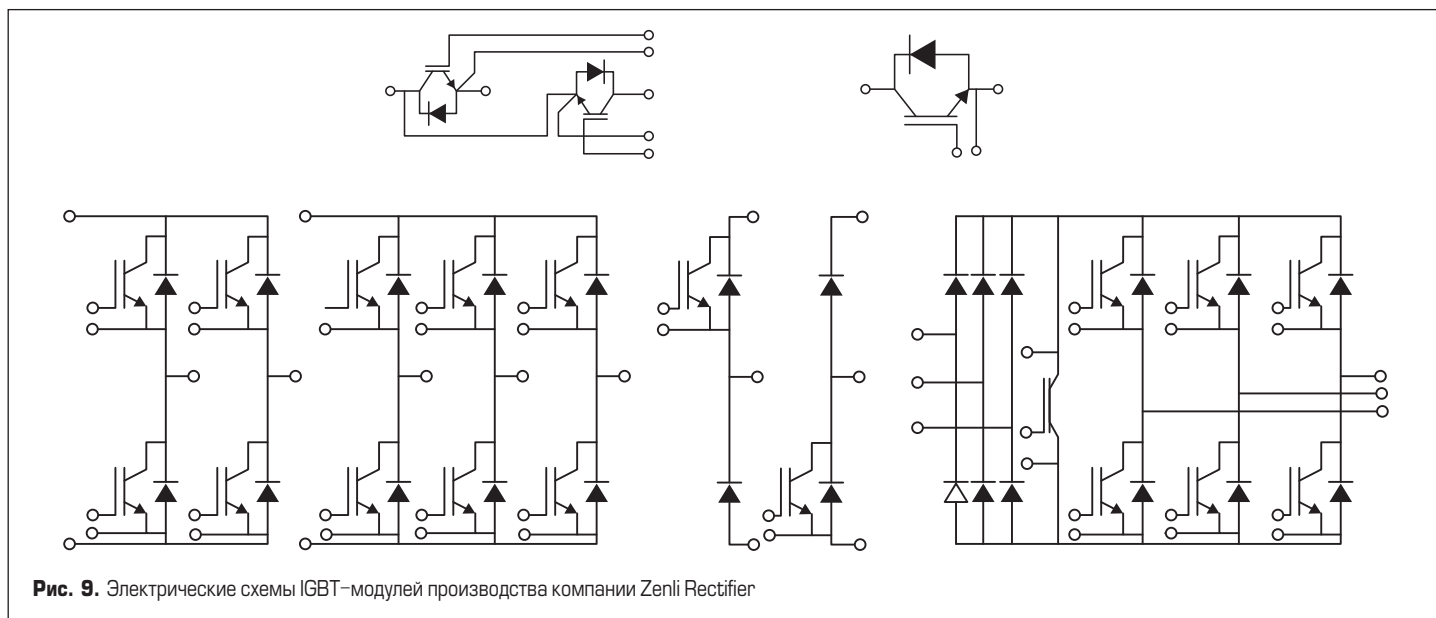 Рис. 9. Электрические схемы IGBT–модулей производства компании Zenli Rectifier